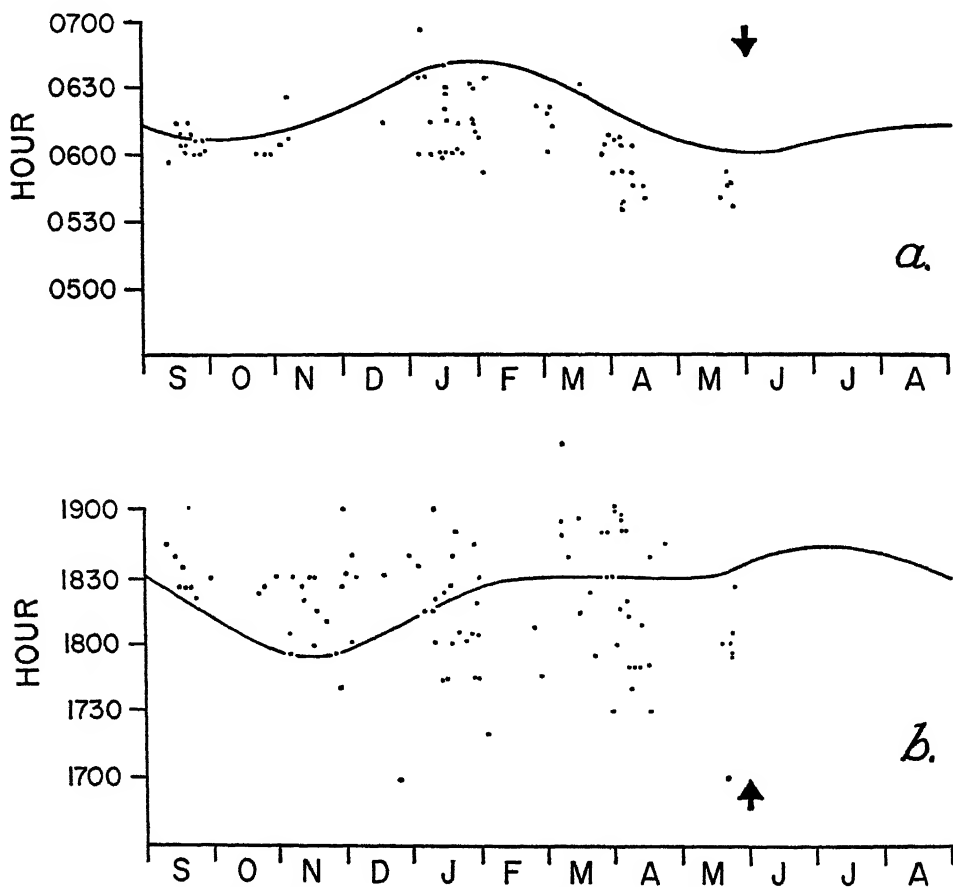 0700
0630
0600
0530
0500
HOUR
a.
S O N D J F M A M J J A
1900
1830
1800
1730
1700
HOUR
b.
S O N D J F M A M J J A